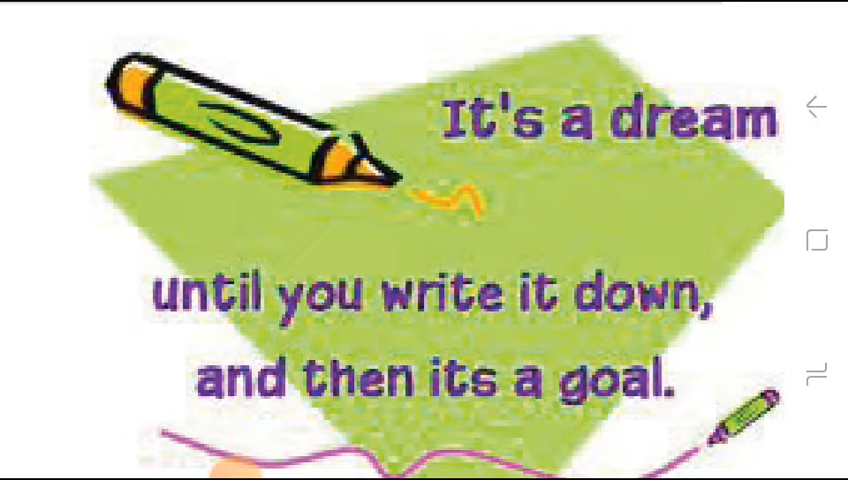 It's a dream
until you write it down,
and then its a goal.